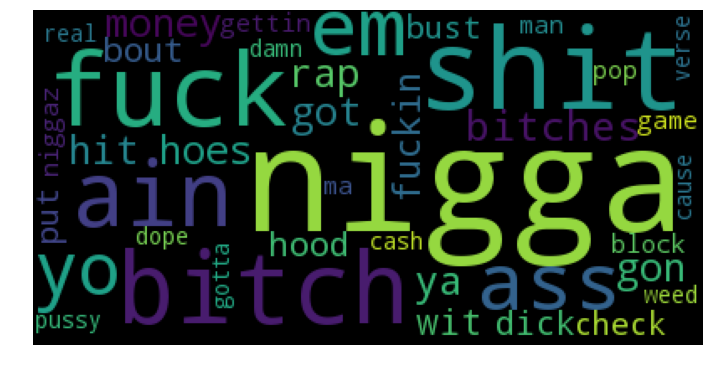 real
money
gettin
em
bust
man
verse
bout
damn
fuck
rap
shit
pop
got
fuckin
bitches
game
niggaz
hit
hoes
nigga
ain
ma
cause
put
dope
hood
cash
block
yo
bitch
gotta
ya
ass
gon
weed
pussy
wit
dick
check